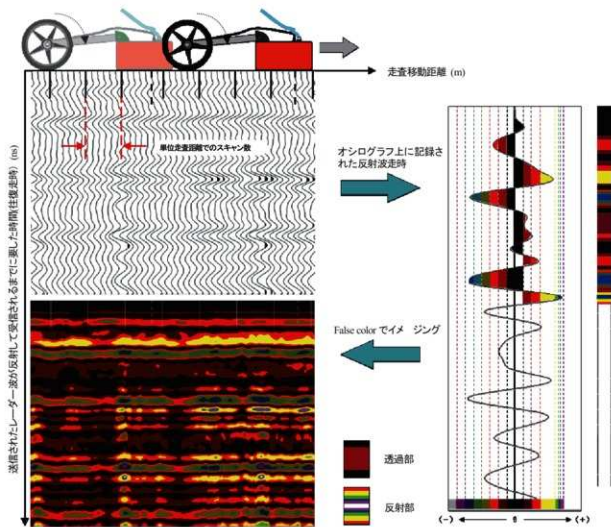 走査移動距離 (m)
単位走査距離でのスキャン数
送信されたレーダー波が反射して受信されるまでに要した時間(往復走時) (ns)
オシログラフ上に記録さ
れた反射波走時
False color でイメージング
透過部
反射部
(−) 0 (+)